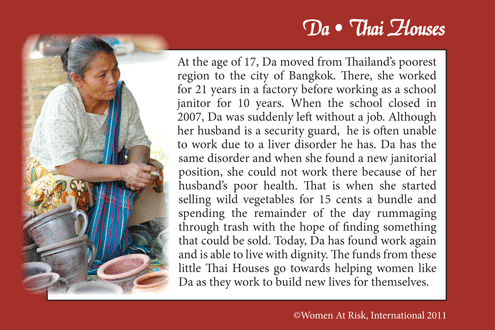 Da • Thai Houses
At the age of 17, Da moved from Thailand's poorest
region to the city of Bangkok. There, she worked
for 21 years in a factory before working as a school
janitor for 10 years. When the school closed in
2007, Da was suddenly left without a job. Although
her husband is a security guard, he is often unable
to work due to a liver disorder he has. Da has the
same disorder and when she found a new janitorial
position, she could not work there because of her
husband's poor health. That is when she started
selling wild vegetables for 15 cents a bundle and
spending the remainder of the day rummaging
through trash with the hope of finding something
that could be sold. Today, Da has found work again
and is able to live with dignity. The funds from these
little Thai Houses go towards helping women like
Da as they work to build new lives for themselves.
©Women At Risk, International 2011